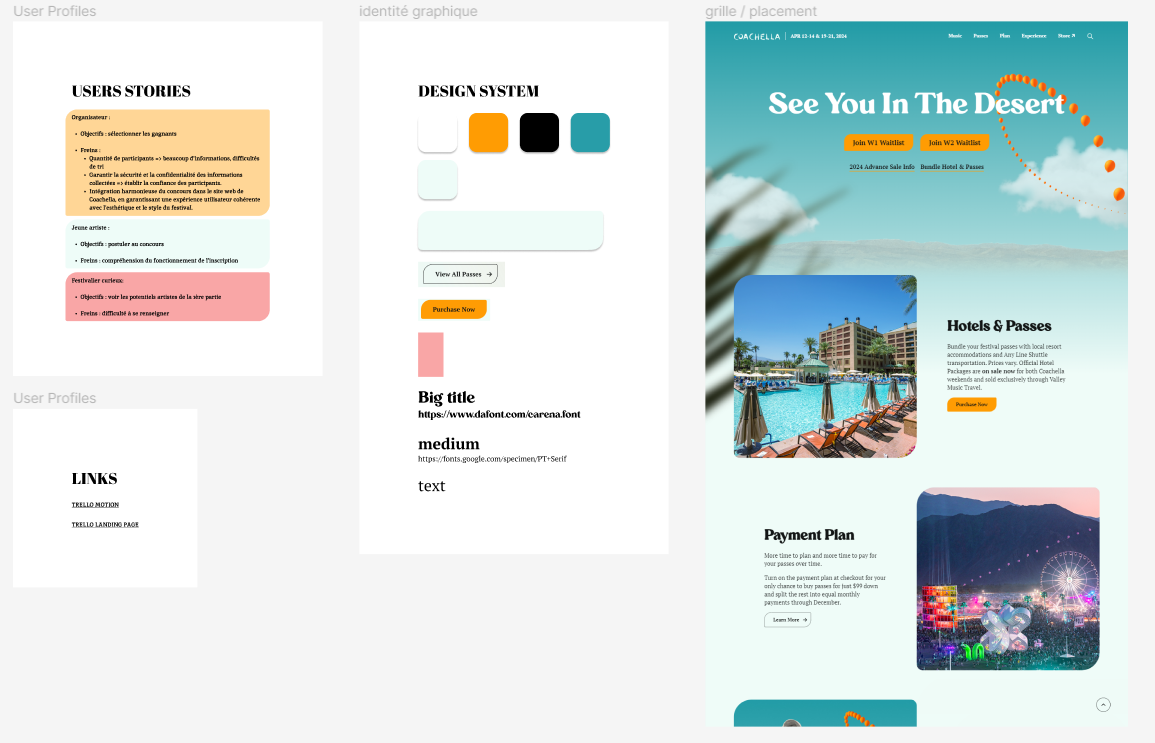 User Profiles
USERS STORIES
Organisateur :
• Objectifs : sélectionner les gagnants
• Freins :
• Quantité de participants => beaucoup d'informations, difficultés
de tri
• Garantir la sécurité et la confidentialité des informations
collectées => établir la confiance des participants.
• Intégration harmonieuse du concours dans le site web de
Coachella, en garantissant une expérience utilisateur cohérente
avec l'esthétique et le style du festival.
Jeune artiste :
• Objectifs : postuler au concours
• Freins : compréhension du fonctionnement de l'inscription
Festivalier curieux:
• Objectifs : voir les potentiels artistes de la 1ère partie
• Freins : difficulté à se renseigner
User Profiles
LINKS
TRELLO MOTION
TRELLO LANDING PAGE
identité graphique
DESIGN SYSTEM
View All Passes →
Purchase Now
Big title
https://www.dafont.com/earena.font
medium
https://fonts.google.com/specimen/PT+Serif
text
grille / placement
COACHELLA | APR 12-14 & 19-21, 2024
Music Passes Plan Experience Store ↗
See You In The Desert
Join W1 Waitlist Join W2 Waitlist
2024 Advance Sale Info Bundle Hotel & Passes
Hotels & Passes
Bundle your festival passes with local resort
accommodations and Any Line Shuttle
transportation. Prices vary. Official Hotel
Packages are on sale now for both Coachella
weekends and sold exclusively through Valley
Music Travel.
Purchase Now
Payment Plan
More time to plan and more time to pay for
your passes over time.
Turn on the payment plan at checkout for your
only chance to buy passes for just $99 down
and split the rest into equal monthly
payments through December.
Learn More →